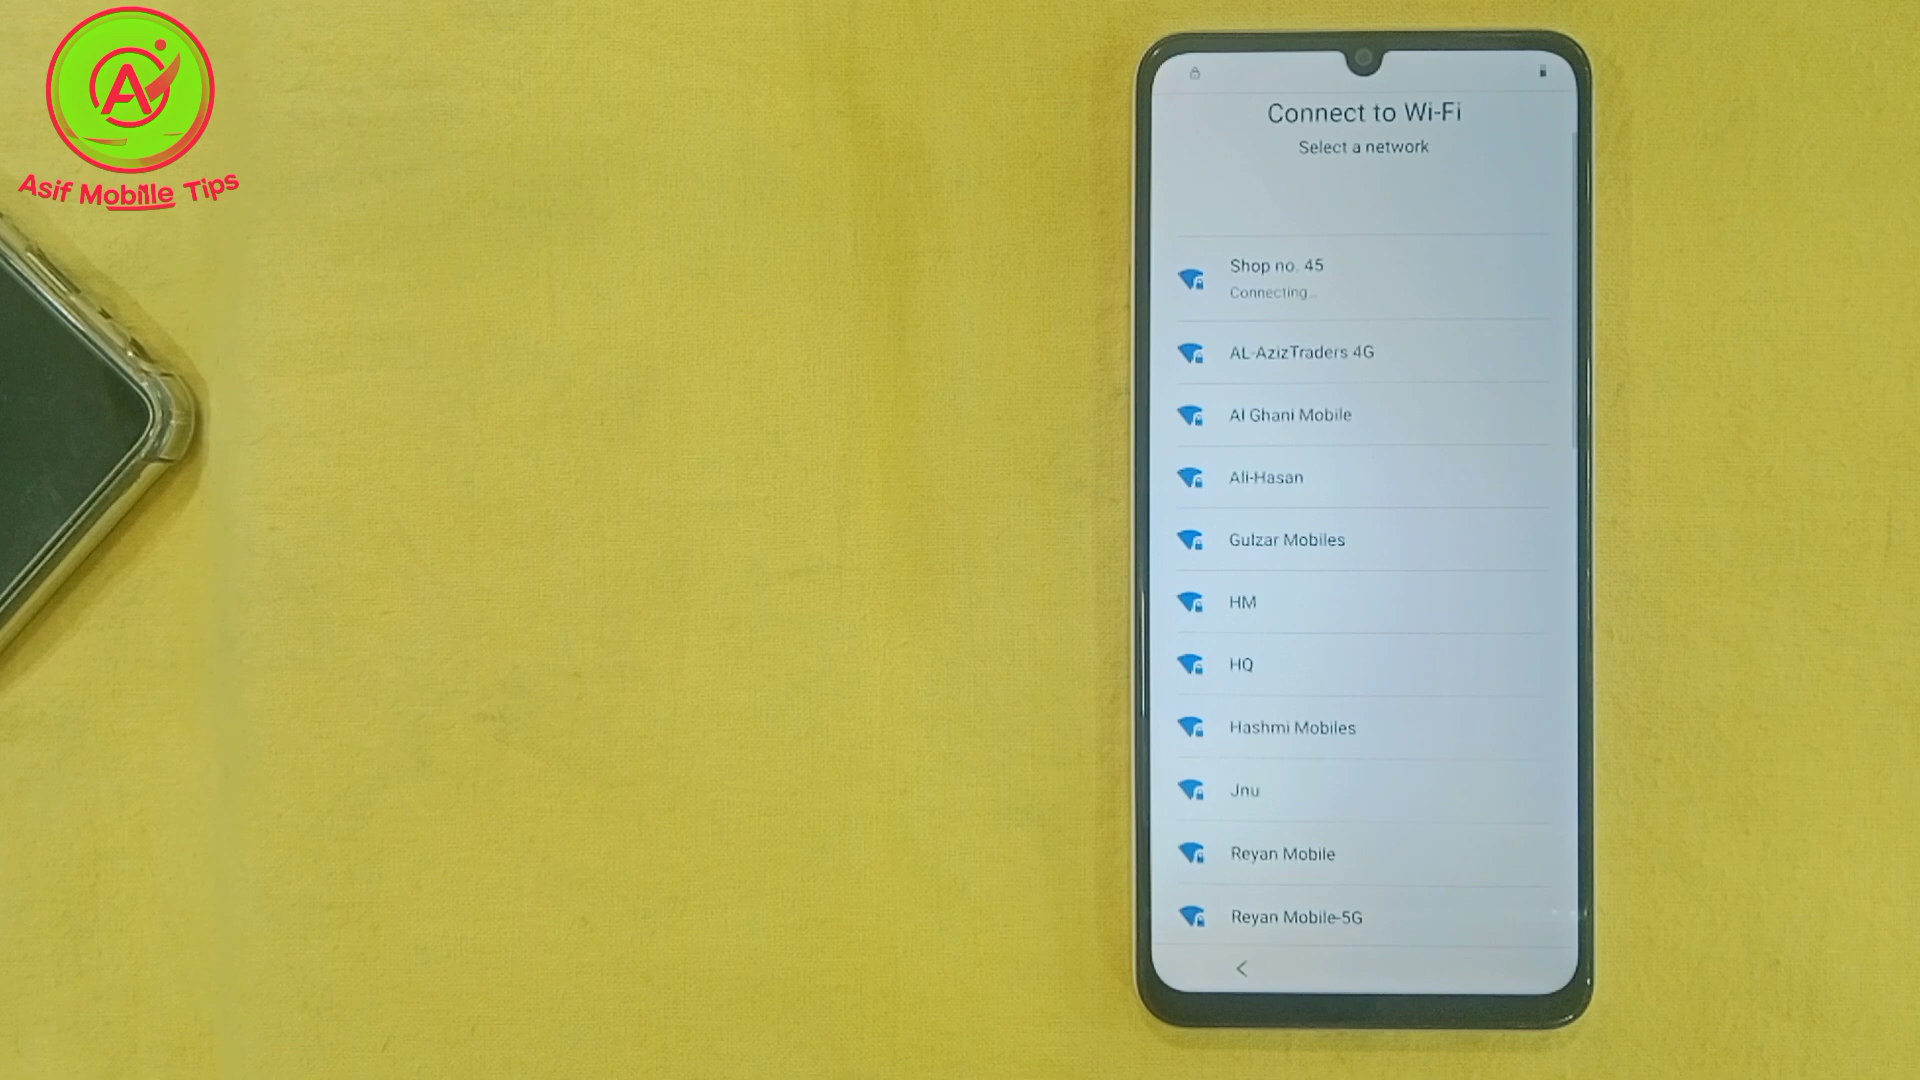 Asif Mobille Tips
Connect to Wi-Fi
Select a network
Shop no. 45
Connecting...
AL-AzizTraders 4G
Al Ghani Mobile
Ali-Hasan
Gulzar Mobiles
HM
HQ
Hashmi Mobiles
Jnu
Reyan Mobile
Reyan Mobile-5G